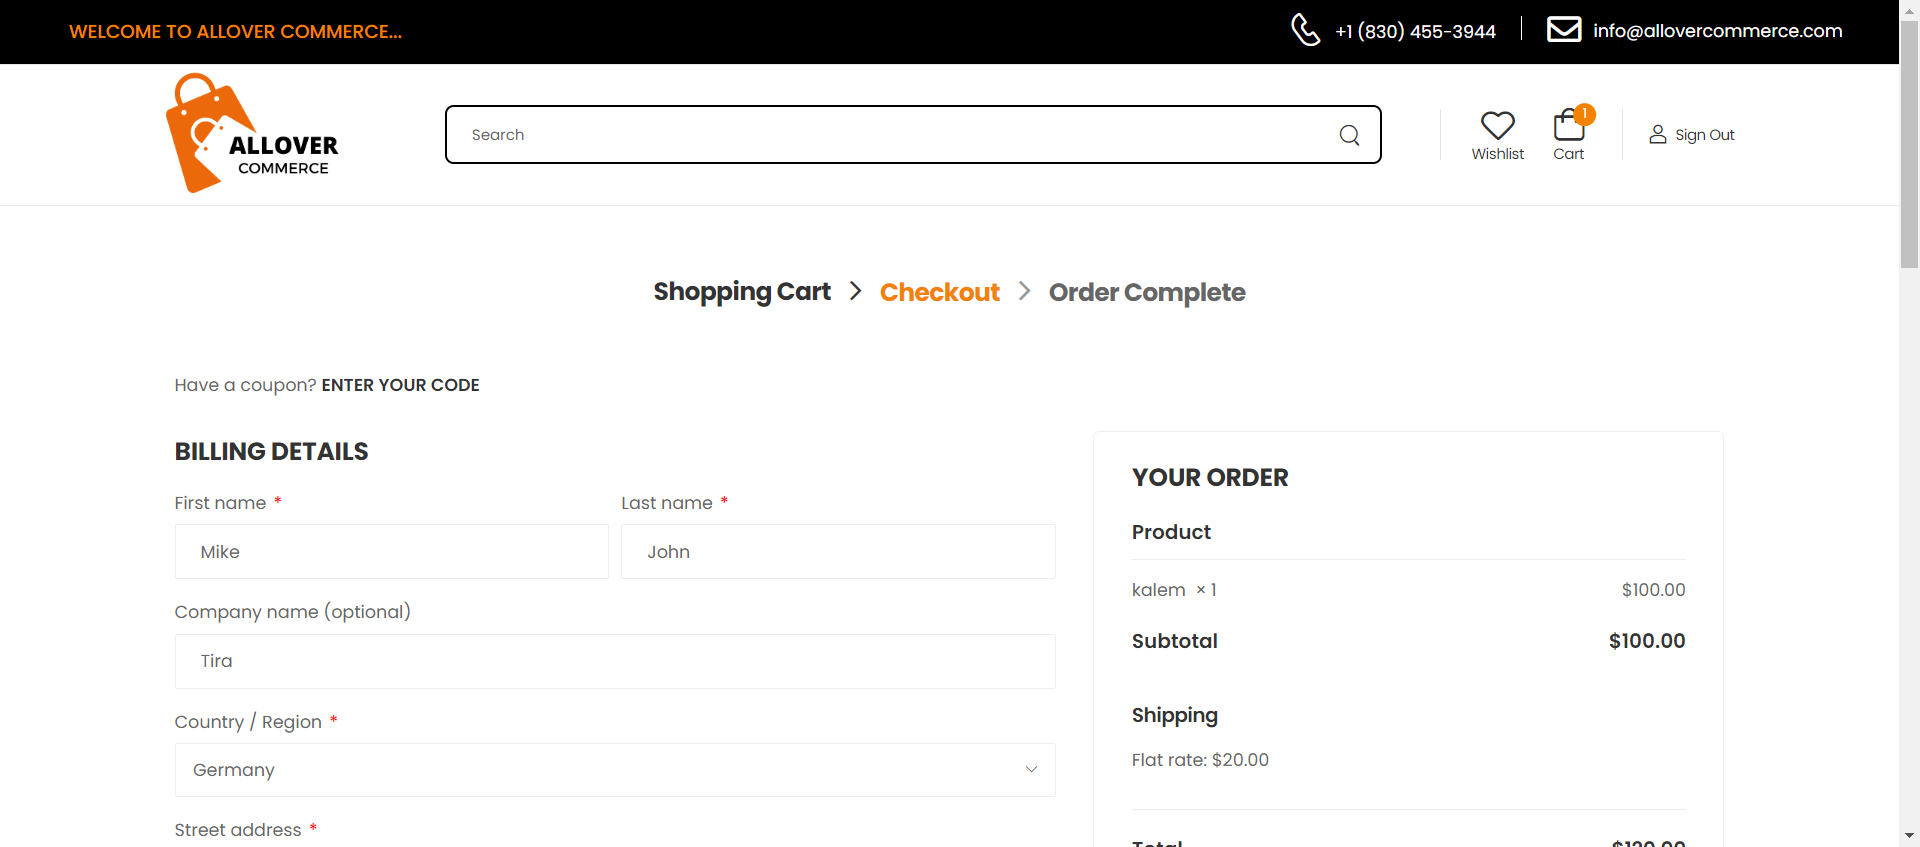 WELCOME TO ALLOVER COMMERCE...
+1 (830) 455-3944
info@allovercommerce.com
ALLOVER
COMMERCE
Search
Wishlist
1
Cart
Sign Out
Shopping Cart > Checkout > Order Complete
Have a coupon? ENTER YOUR CODE
BILLING DETAILS
First name *
Last name *
Mike
John
Company name (optional)
Tira
Country / Region *
Germany
Street address *
YOUR ORDER
Product
kalem × 1 $100.00
Subtotal $100.00
Shipping
Flat rate: $20.00
Total $120.00